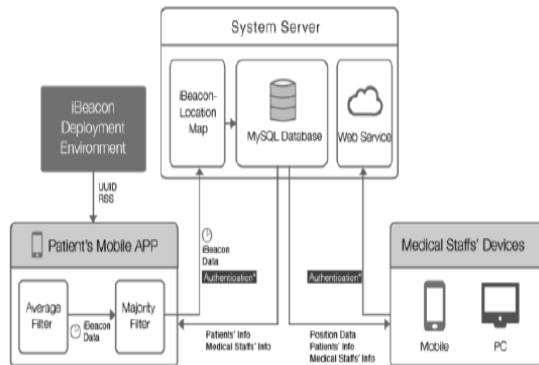 System Server
iBeacon-
Location
Map
MySQL Database
Web Service
iBeacon
Deployment
Environment
UUID
RSS
iBeacon
Data
Authentication*
Authentication*
Patient's Mobile APP
Medical Staffs' Devices
Average
Filter
iBeacon
Data
Majority
Filter
Patients' Info
Medical Staffs' Info
Position Data
Patients' Info
Medical Staffs' Info
Mobile
PC